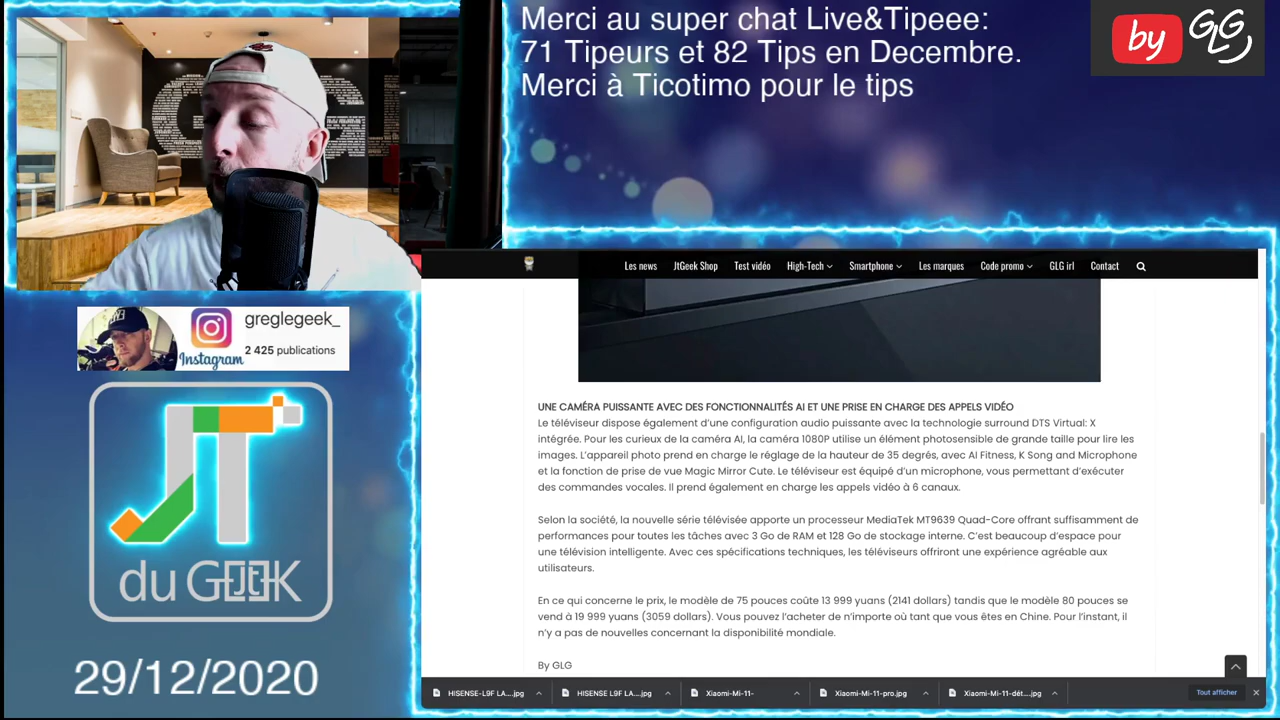 Merci au super chat Live&Tipeee:
71 Tipeurs et 82 Tips en Decembre.
Merci a Ticotimo pour le tips
by GLG
greglegeek_
Instagram
2 425 publications
JT
du GEEK
29/12/2020
Les news
JtGeek Shop
Test vidéo
High-Tech
Smartphone
Les marques
Code promo
GLG irl
Contact
UNE CAMÉRA PUISSANTE AVEC DES FONCTIONNALITÉS AI ET UNE PRISE EN CHARGE DES APPELS VIDÉO
Le téléviseur dispose également d’une configuration audio puissante avec la technologie surround DTS Virtual: X
intégrée. Pour les curieux de la caméra AI, la caméra 1080P utilise un élément photosensible de grande taille pour lire les
images. L’appareil photo prend en charge le réglage de la hauteur de 35 degrés, avec AI Fitness, K Song and Microphone
et la fonction de prise de vue Magic Mirror Cute. Le téléviseur est équipé d’un microphone, vous permettant d’exécuter
des commandes vocales. Il prend également en charge les appels vidéo à 6 canaux.
Selon la société, la nouvelle série télévisée apporte un processeur MediaTek MT9639 Quad-Core offrant suffisamment de
performances pour toutes les tâches avec 3 Go de RAM et 128 Go de stockage interne. C’est beaucoup d’espace pour
une télévision intelligente. Avec ces spécifications techniques, les téléviseurs offriront une expérience agréable aux
utilisateurs.
En ce qui concerne le prix, le modèle de 75 pouces coûte 13 999 yuans (2141 dollars) tandis que le modèle 80 pouces se
vend à 19 999 yuans (3059 dollars). Vous pouvez l’acheter de n’importe où tant que vous êtes en Chine. Pour l’instant, il
n’y a pas de nouvelles concernant la disponibilité mondiale.
By GLG
HISENSE-L9F LA....jpg
HISENSE L9F LA....jpg
Xiaomi-Mi-11-
Xiaomi-Mi-11-pro.jpg
Xiaomi-Mi-11-dét....jpg
Tout afficher